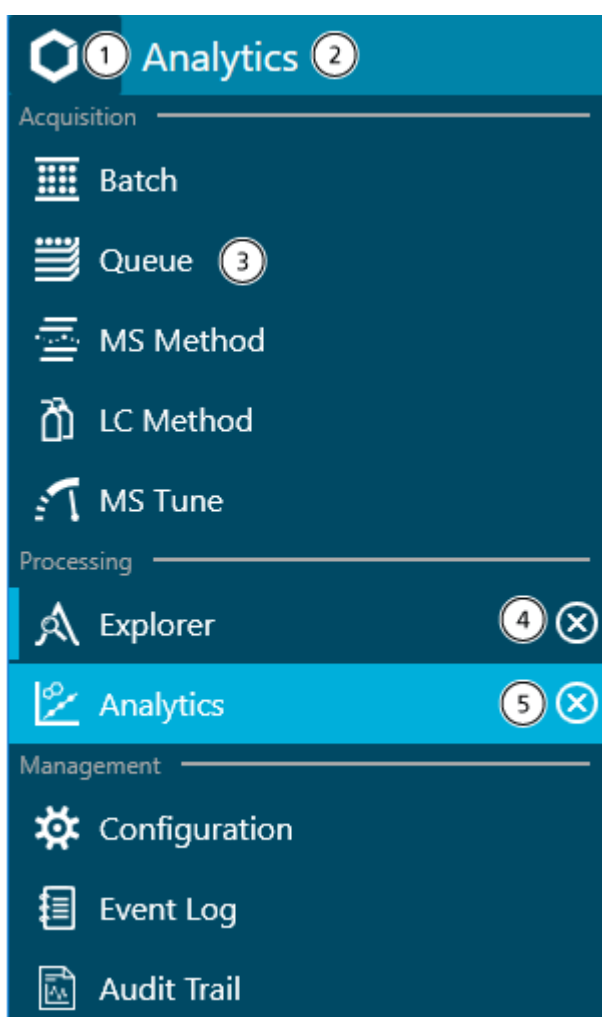 1 Analytics 2
Acquisition
Batch
Queue 3
MS Method
LC Method
MS Tune
Processing
Explorer 4
Analytics 5
Management
Configuration
Event Log
Audit Trail